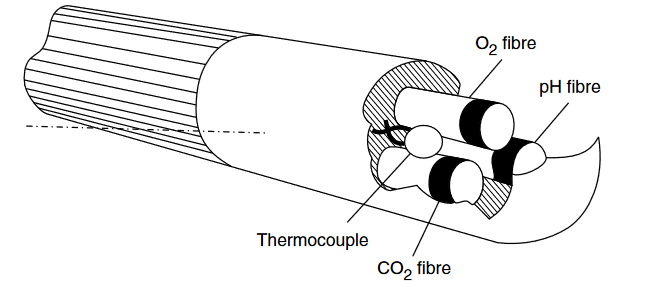 O₂ fibre
pH fibre
Thermocouple
CO₂ fibre